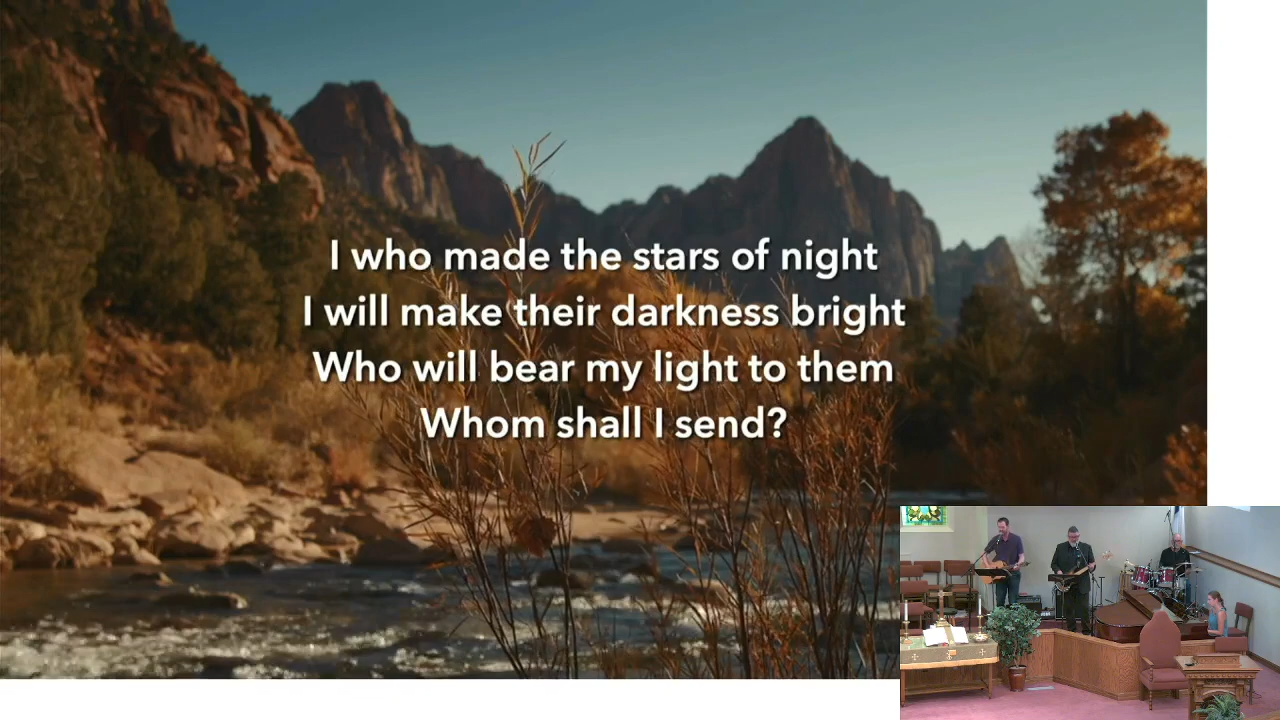 I who made the stars of night
I will make their darkness bright
Who will bear my light to them
Whom shall I send?